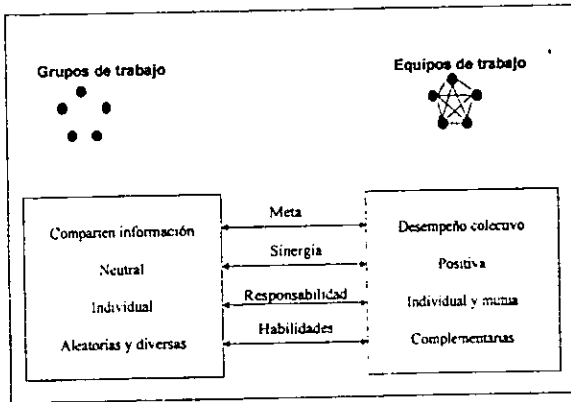 Grupos de trabajo
Equipos de trabajo
Comparten información
Meta
Desempeño colectivo
Neutral
Sinergia
Positiva
Individual
Responsabilidad
Individual y mutua
Aleatorias y diversas
Habilidades
Complementarias